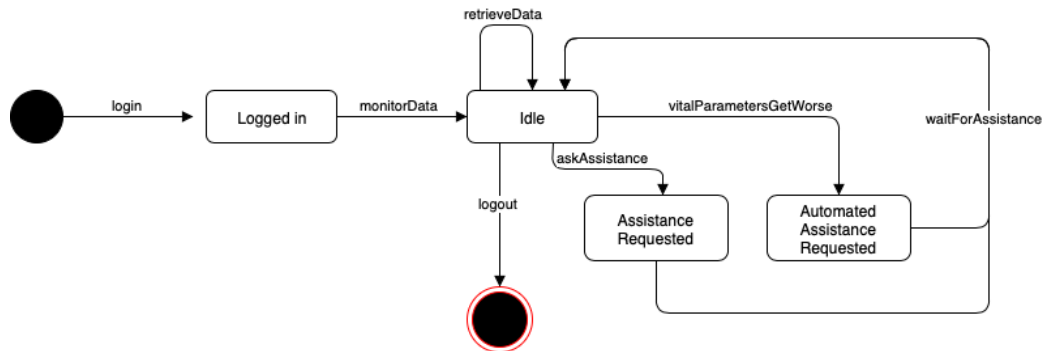 retrieveData
login
Logged in
monitorData
Idle
vitalParametersGetWorse
waitForAssistance
askAssistance
logout
Assistance
Requested
Automated
Assistance
Requested